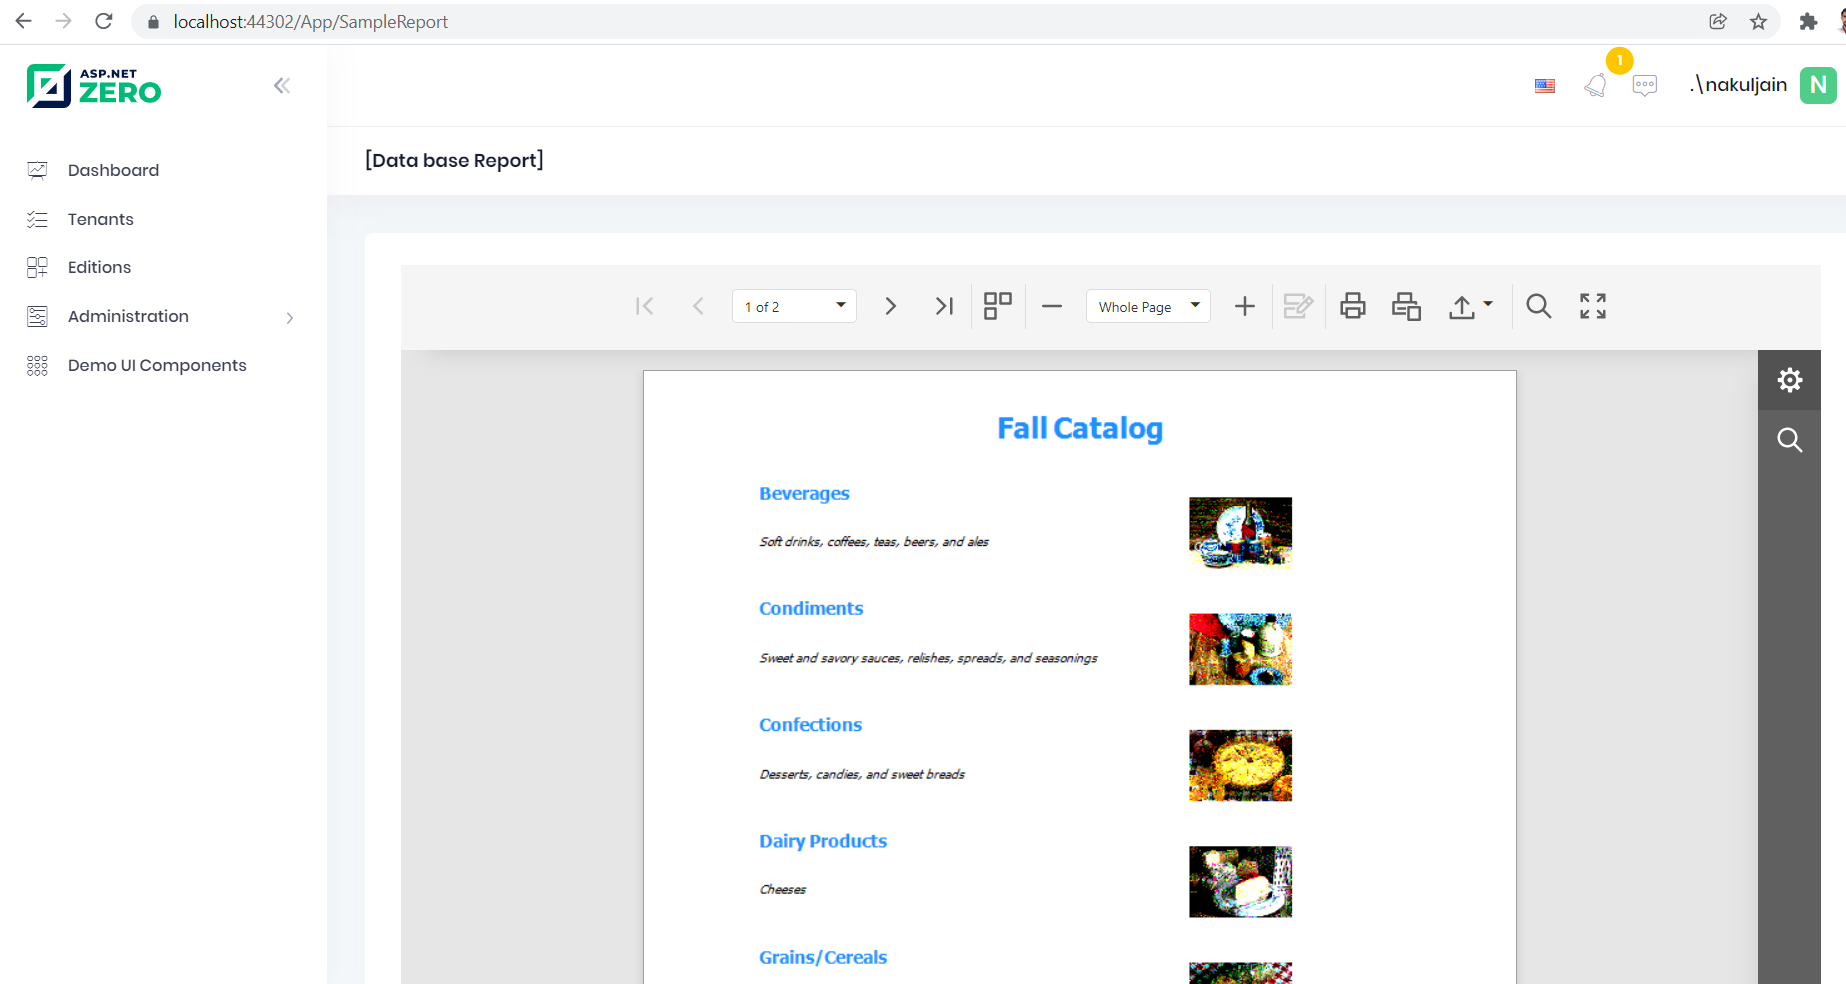 localhost:44302/App/SampleReport
ASP.NET
ZERO
1
.\nakuljain
N
Dashboard
Tenants
Editions
Administration
Demo UI Components
[Data base Report]
1 of 2
Whole Page
Fall Catalog
Beverages
Soft drinks, coffees, teas, beers, and ales
Condiments
Sweet and savory sauces, relishes, spreads, and seasonings
Confections
Desserts, candies, and sweet breads
Dairy Products
Cheeses
Grains/Cereals